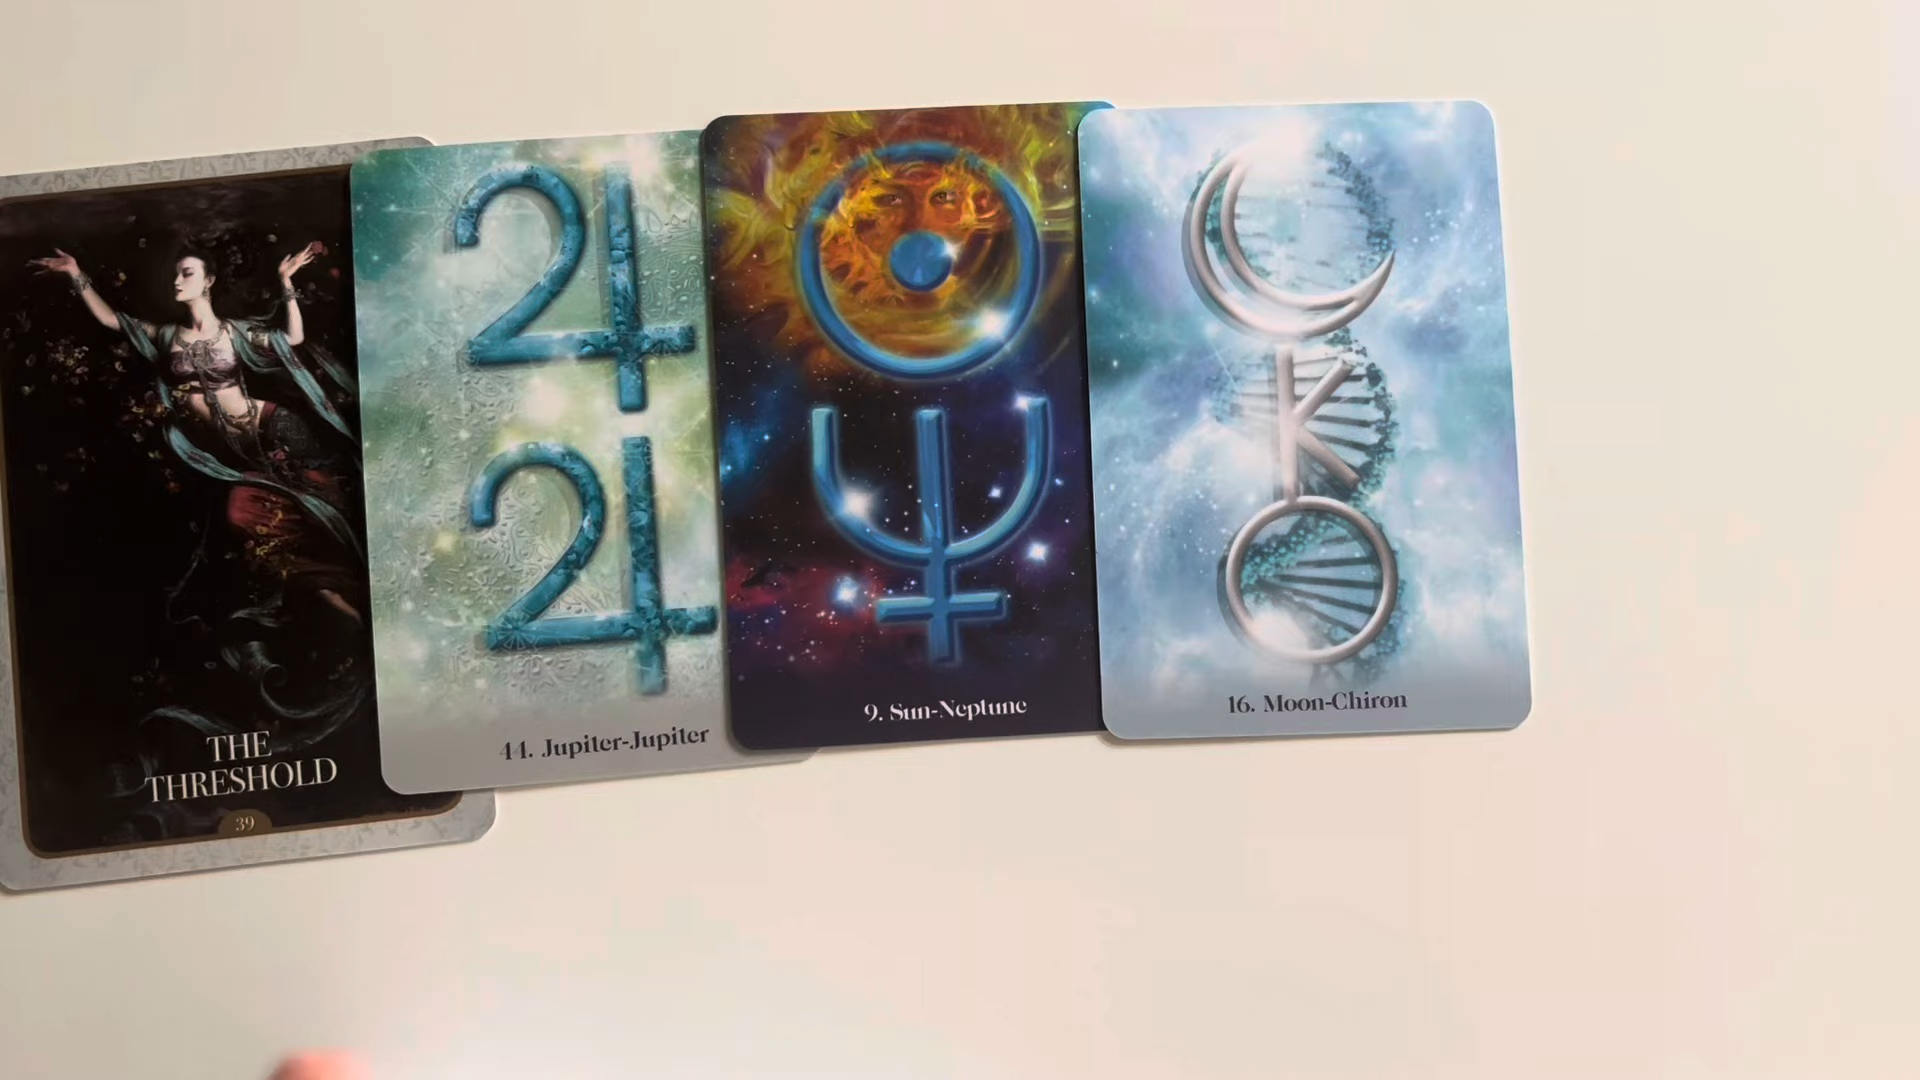 THE
THRESHOLD
39
44. Jupiter-Jupiter
9. Sun-Neptune
16. Moon-Chiron